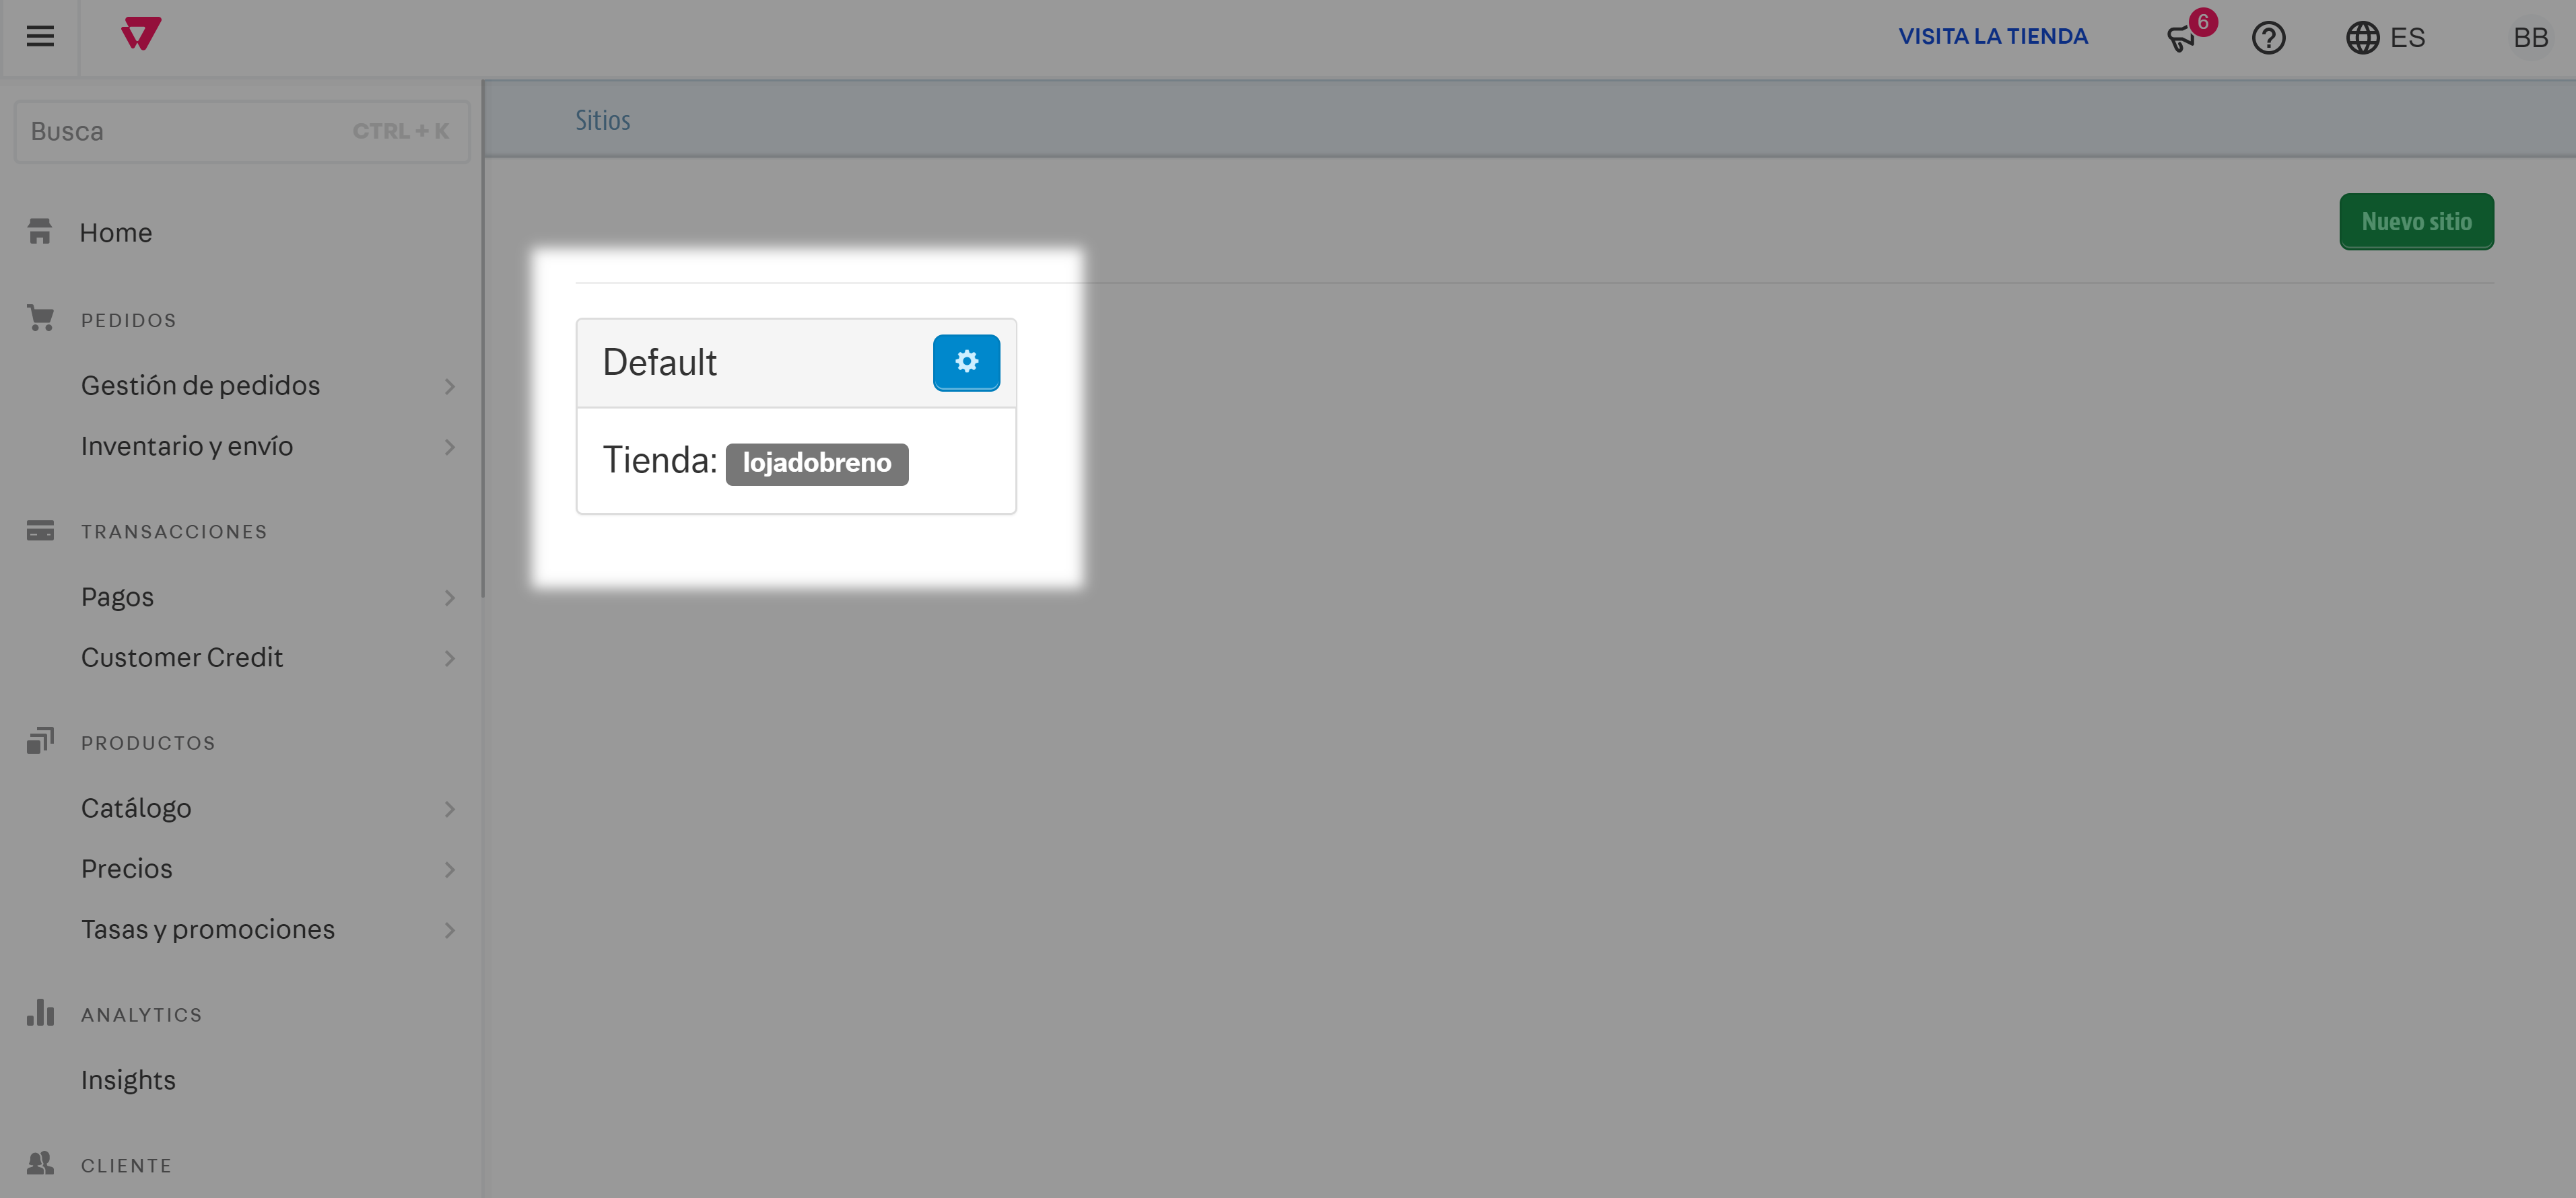 VISITA LA TIENDA
6
ES
BB
Busca
CTRL + K
Home
PEDIDOS
Gestión de pedidos
Inventario y envío
TRANSACCIONES
Pagos
Customer Credit
PRODUCTOS
Catálogo
Precios
Tasas y promociones
ANALYTICS
Insights
CLIENTE
Sitios
Nuevo sitio
Default
Tienda: lojadobreno